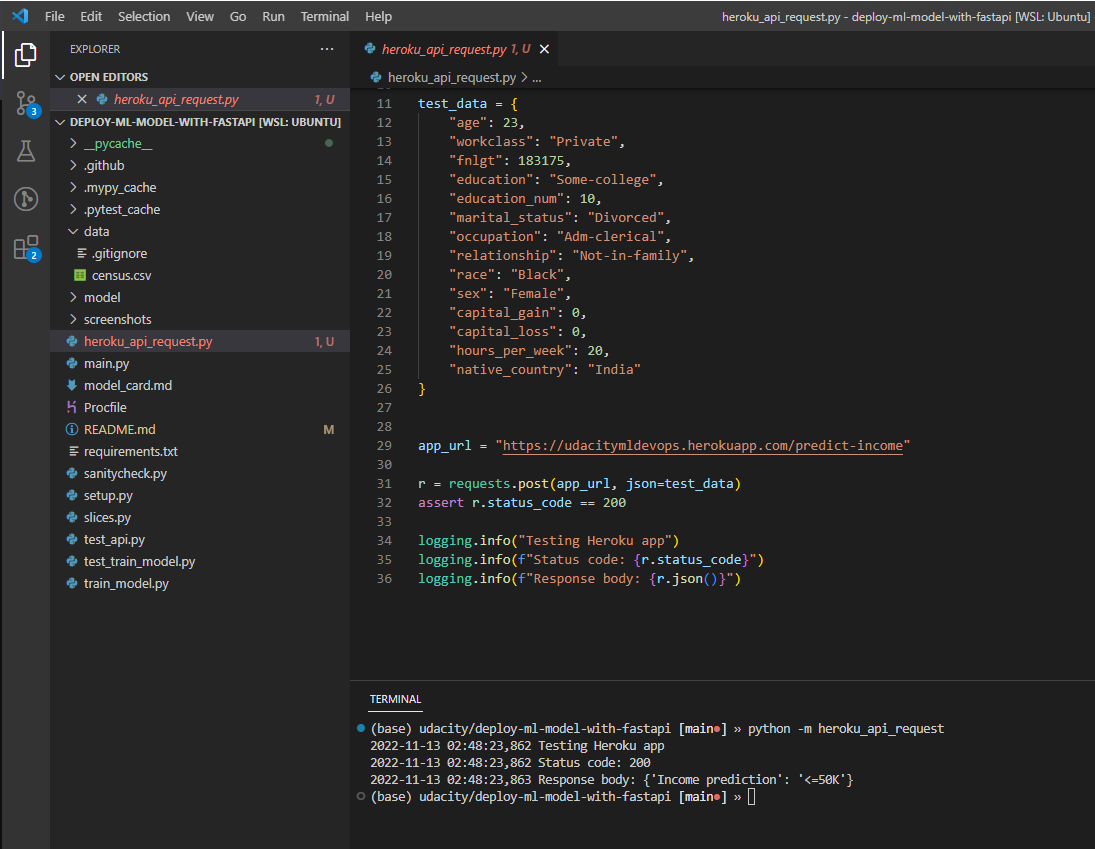 File Edit Selection View Go Run Terminal Help
heroku_api_request.py - deploy-ml-model-with-fastapi [WSL: Ubuntu]
3
2
EXPLORER ···
OPEN EDITORS
heroku_api_request.py 1, U
DEPLOY-ML-MODEL-WITH-FASTAPI [WSL: UBUNTU]
__pycache__
.github
.mypy_cache
.pytest_cache
data
.gitignore
census.csv
model
screenshots
heroku_api_request.py 1, U
main.py
model_card.md
Procfile
README.md M
requirements.txt
sanitycheck.py
setup.py
slices.py
test_api.py
test_train_model.py
train_model.py
heroku_api_request.py 1, U
heroku_api_request.py > ...
11 test_data = {
12 "age": 23,
13 "workclass": "Private",
14 "fnlgt": 183175,
15 "education": "Some-college",
16 "education_num": 10,
17 "marital_status": "Divorced",
18 "occupation": "Adm-clerical",
19 "relationship": "Not-in-family",
20 "race": "Black",
21 "sex": "Female",
22 "capital_gain": 0,
23 "capital_loss": 0,
24 "hours_per_week": 20,
25 "native_country": "India"
26 }
27
28
29 app_url = "https://udacitymldevops.herokuapp.com/predict-income"
30
31 r = requests.post(app_url, json=test_data)
32 assert r.status_code == 200
33
34 logging.info("Testing Heroku app")
35 logging.info(f"Status code: {r.status_code}")
36 logging.info(f"Response body: {r.json()}")
TERMINAL
(base) udacity/deploy-ml-model-with-fastapi [main●] » python -m heroku_api_request
2022-11-13 02:48:23,862 Testing Heroku app
2022-11-13 02:48:23,862 Status code: 200
2022-11-13 02:48:23,863 Response body: {'Income prediction': '<=50K'}
(base) udacity/deploy-ml-model-with-fastapi [main●] »